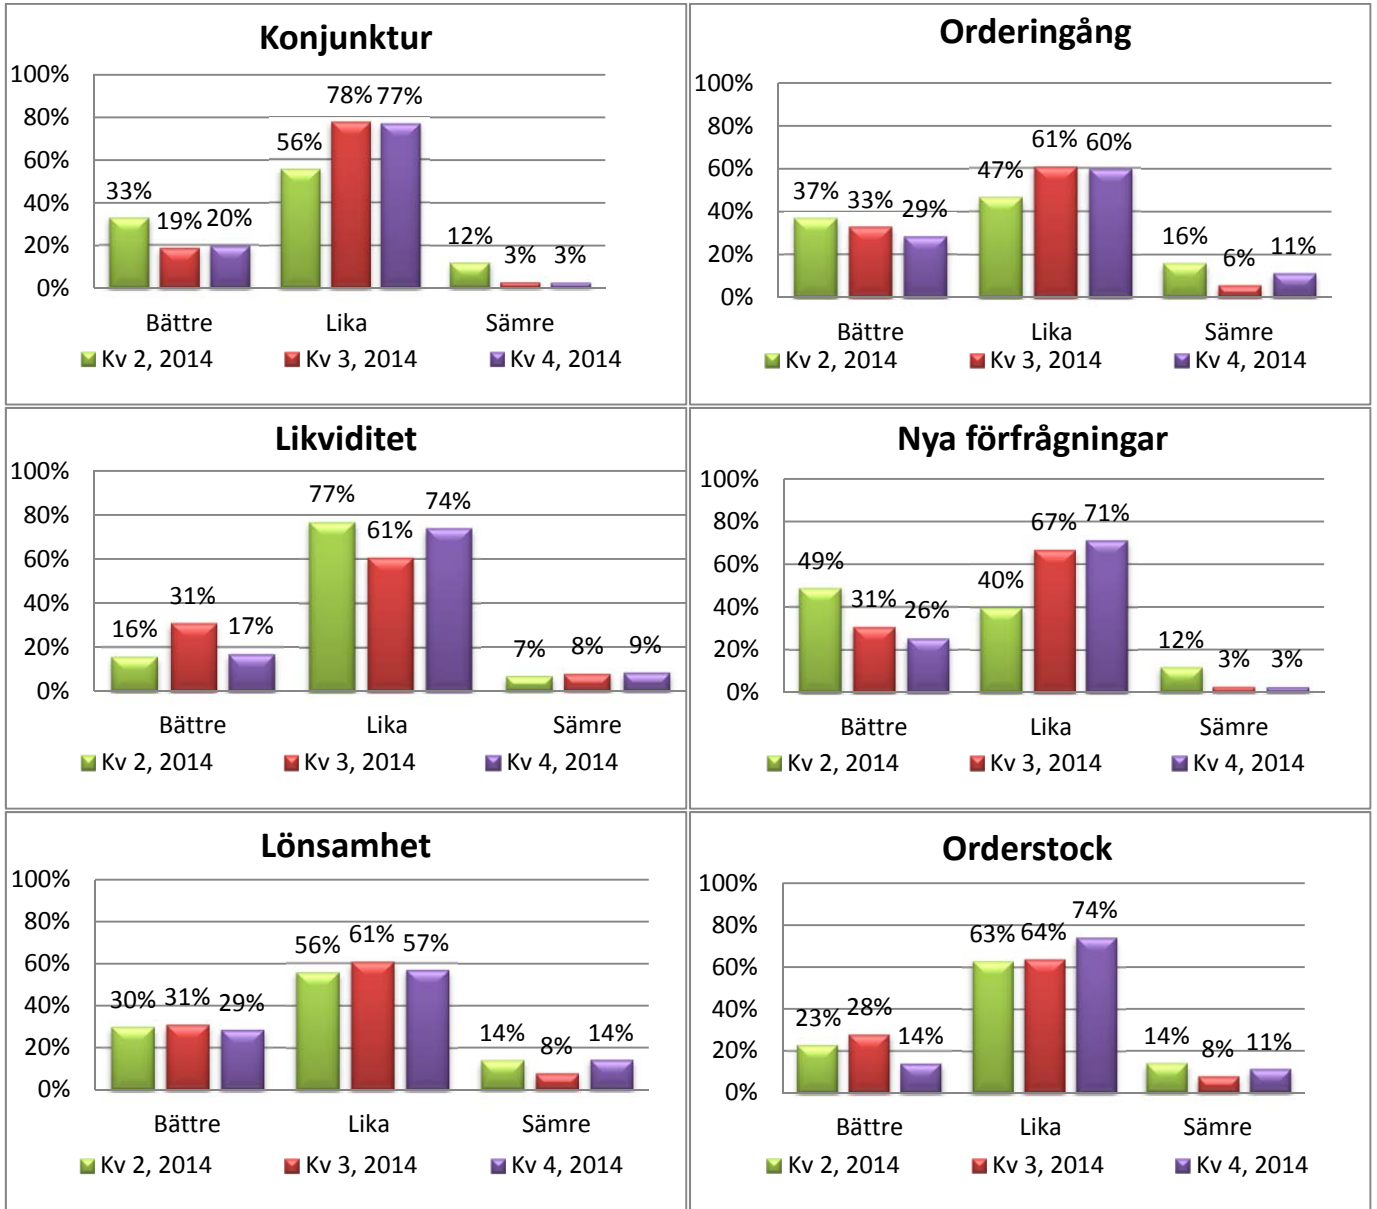 Konjunktur
100%
80%
60%
40%
20%
0%
33%
19%
20%
56%
78%
77%
12%
3%
3%
Bättre
Lika
Sämre
Kv 2, 2014
Kv 3, 2014
Kv 4, 2014
Orderingång
100%
80%
60%
40%
20%
0%
37%
33%
29%
47%
61%
60%
16%
6%
11%
Bättre
Lika
Sämre
Kv 2, 2014
Kv 3, 2014
Kv 4, 2014
Likviditet
100%
80%
60%
40%
20%
0%
16%
31%
17%
77%
61%
74%
7%
8%
9%
Bättre
Lika
Sämre
Kv 2, 2014
Kv 3, 2014
Kv 4, 2014
Nya förfrågningar
100%
80%
60%
40%
20%
0%
49%
31%
26%
40%
67%
71%
12%
3%
3%
Bättre
Lika
Sämre
Kv 2, 2014
Kv 3, 2014
Kv 4, 2014
Lönsamhet
100%
80%
60%
40%
20%
0%
30%
31%
29%
56%
61%
57%
14%
8%
14%
Bättre
Lika
Sämre
Kv 2, 2014
Kv 3, 2014
Kv 4, 2014
Orderstock
100%
80%
60%
40%
20%
0%
23%
28%
14%
63%
64%
74%
14%
8%
11%
Bättre
Lika
Sämre
Kv 2, 2014
Kv 3, 2014
Kv 4, 2014